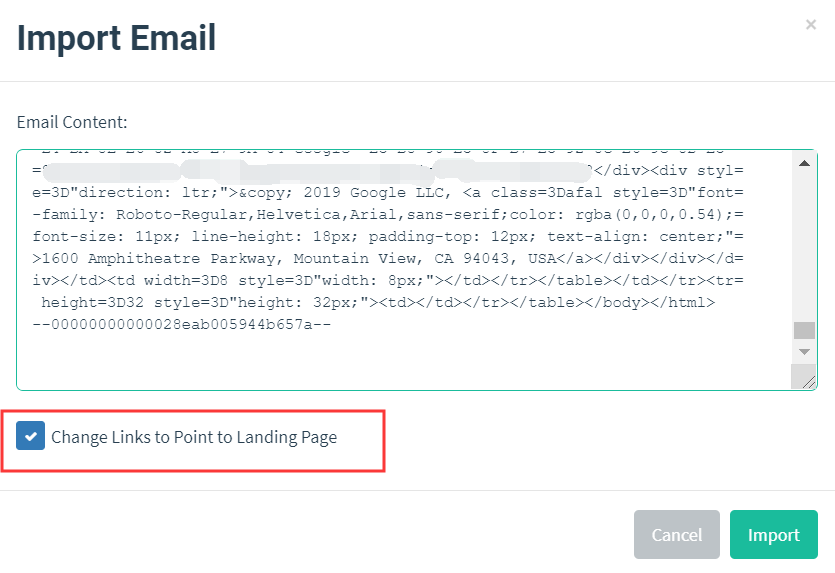 Import Email
×
Email Content:
</div><div styl=
e=3D"direction: ltr;">&copy; 2019 Google LLC, <a class=3Dafal style=3D"font=
-family: Roboto-Regular,Helvetica,Arial,sans-serif;color: rgba(0,0,0,0.54);=
font-size: 11px; line-height: 18px; padding-top: 12px; text-align: center;"=
>1600 Amphitheatre Parkway, Mountain View, CA 94043, USA</a></div></div></d=
iv></td><td width=3D8 style=3D"width: 8px;"></td></tr></table></td></tr><tr=
 height=3D32 style=3D"height: 32px;"><td></td></tr></table></body></html>
--00000000000028eab005944b657a--
Change Links to Point to Landing Page
Cancel
Import